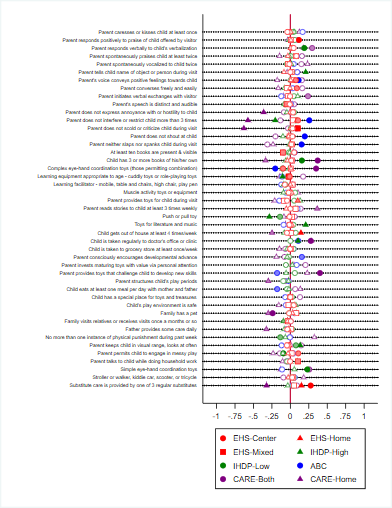 Parent caresses or kisses child at least once
Parent responds positively to praise of child offered by visitor
Parent responds verbally to child's verbalization
Parent spontaneously praises child at least twice
Parent spontaneously vocalized to child twice
Parent tells child name of object or person during visit
Parent's voice conveys positive feelings towards child
Parent converses freely and easily
Parent initiates verbal exchanges with visitor
Parent's speech is distinct and audible
Parent does not express annoyance with or hostility to child
Parent does not interfere or restrict child more than 3 times
Parent does not scold or criticize child during visit
Parent does not shout at child
Parent neither slaps nor spanks child during visit
At least ten books are present & visible
Child has 3 or more books of his/her own
Complex eye-hand coordination toys (those permitting combination)
Learning equipment appropriate to age - cuddly toys or role-playing toys
Learning facilitator - mobile, table and chairs, high chair, play pen
Muscle activity toys or equipment
Parent provides toys for child during visit
Parent reads stories to child at least 3 times weekly
Push or pull toy
Toys for literature and music
Child gets out of house at least 4 times/week
Child is taken regularly to doctor's office or clinic
Child is taken to grocery store at least once/week
Parent consciously encourages developmental advance
Parent invests maturing toys with value via personal attention
Parent provides toys that challenge child to develop new skills
Parent structures child's play periods
Child eats at least one meal per day with mother and father
Child has a special place for toys and treasures
Child's play environment is safe
Family has a pet
Family visits relatives or receives visits once a month or so
Father provides some care daily
No more than one instance of physical punishment during past week
Parent keeps child in visual range, looks at often
Parent permits child to engage in messy play
Parent talks to child while doing household work
Simple eye-hand coordination toys
Stroller or walker, kiddie car, scooter, or tricycle
Substitute care is provided by one of 3 regular substitutes
-1 -.75 -.5 -.25 0 .25 .5 .75 1
EHS-Center EHS-Home
EHS-Mixed IHDP-High
IHDP-Low ABC
CARE-Both CARE-Home